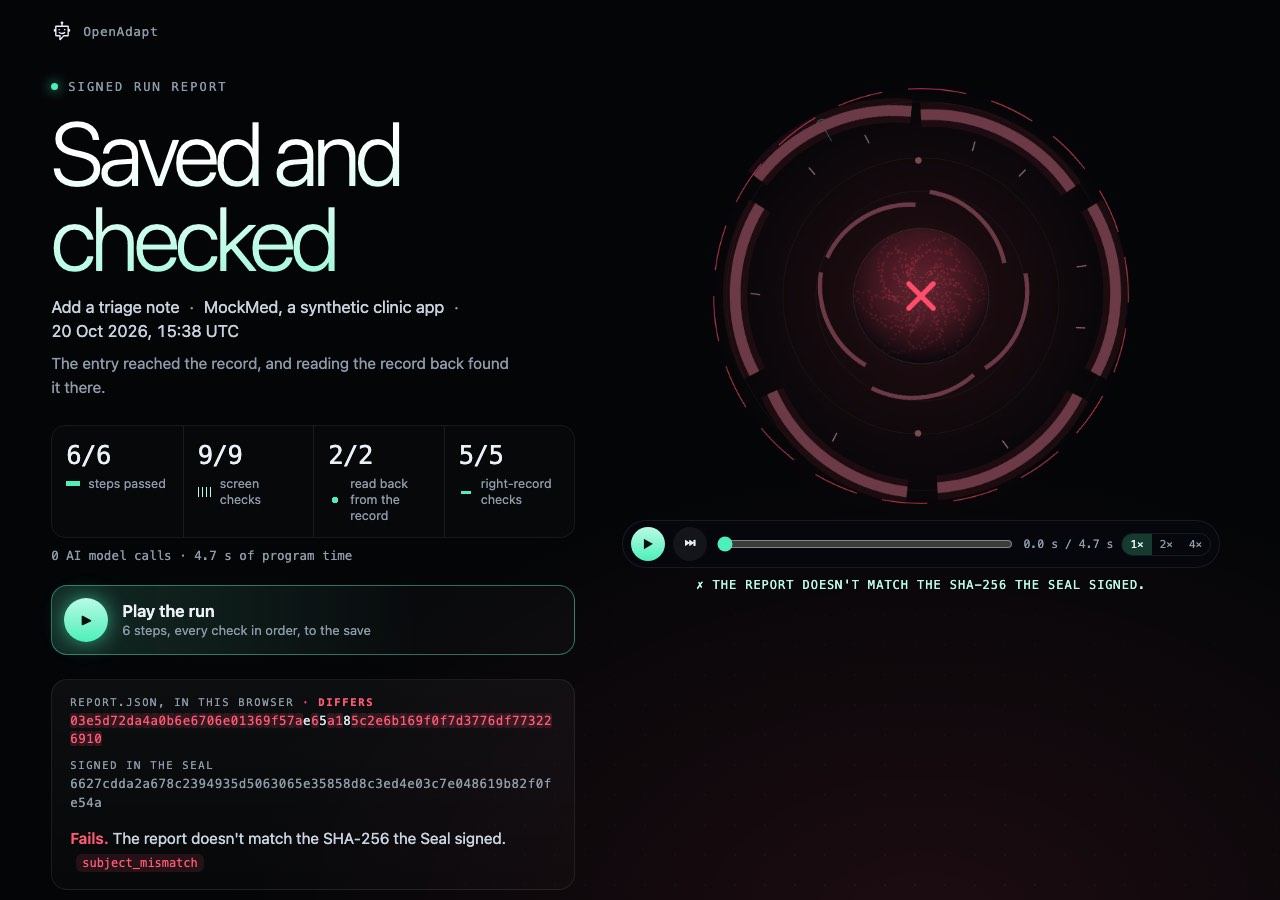 OpenAdapt
SIGNED RUN REPORT
Saved and
checked
Add a triage note · MockMed, a synthetic clinic app ·
20 Oct 2026, 15:38 UTC
The entry reached the record, and reading the record back found
it there.
6/6
steps passed
9/9
screen
checks
2/2
read back
from the
record
5/5
right-record
checks
0 AI model calls · 4.7 s of program time
Play the run
6 steps, every check in order, to the save
REPORT.JSON, IN THIS BROWSER · DIFFERS
03e5d72da4a0b6e6706e01369f57aae65a185c2e6b169f0f7d3776df77322
6910
SIGNED IN THE SEAL
6627cdda2a678c2394935d5063065e35858d8c3ed4e03c7e048619b82f0f
e54a
Fails. The report doesn't match the SHA-256 the Seal signed.
subject_mismatch
0.0 s / 4.7 s
1×
2×
4×
✗ THE REPORT DOESN'T MATCH THE SHA-256 THE SEAL SIGNED.